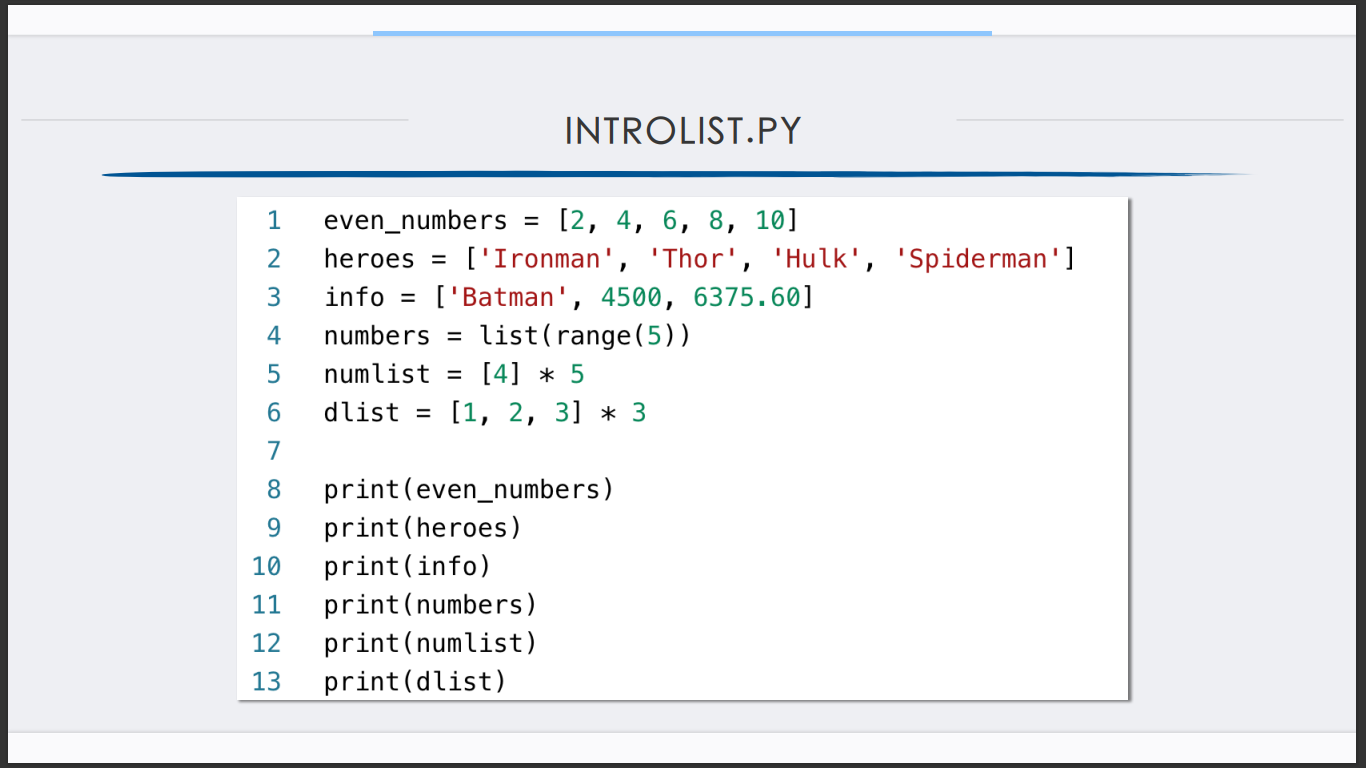 INTROLIST.PY
1 even_numbers = [2, 4, 6, 8, 10]
2 heroes = ['Ironman', 'Thor', 'Hulk', 'Spiderman']
3 info = ['Batman', 4500, 6375.60]
4 numbers = list(range(5))
5 numlist = [4] * 5
6 dlist = [1, 2, 3] * 3
7
8 print(even_numbers)
9 print(heroes)
10 print(info)
11 print(numbers)
12 print(numlist)
13 print(dlist)